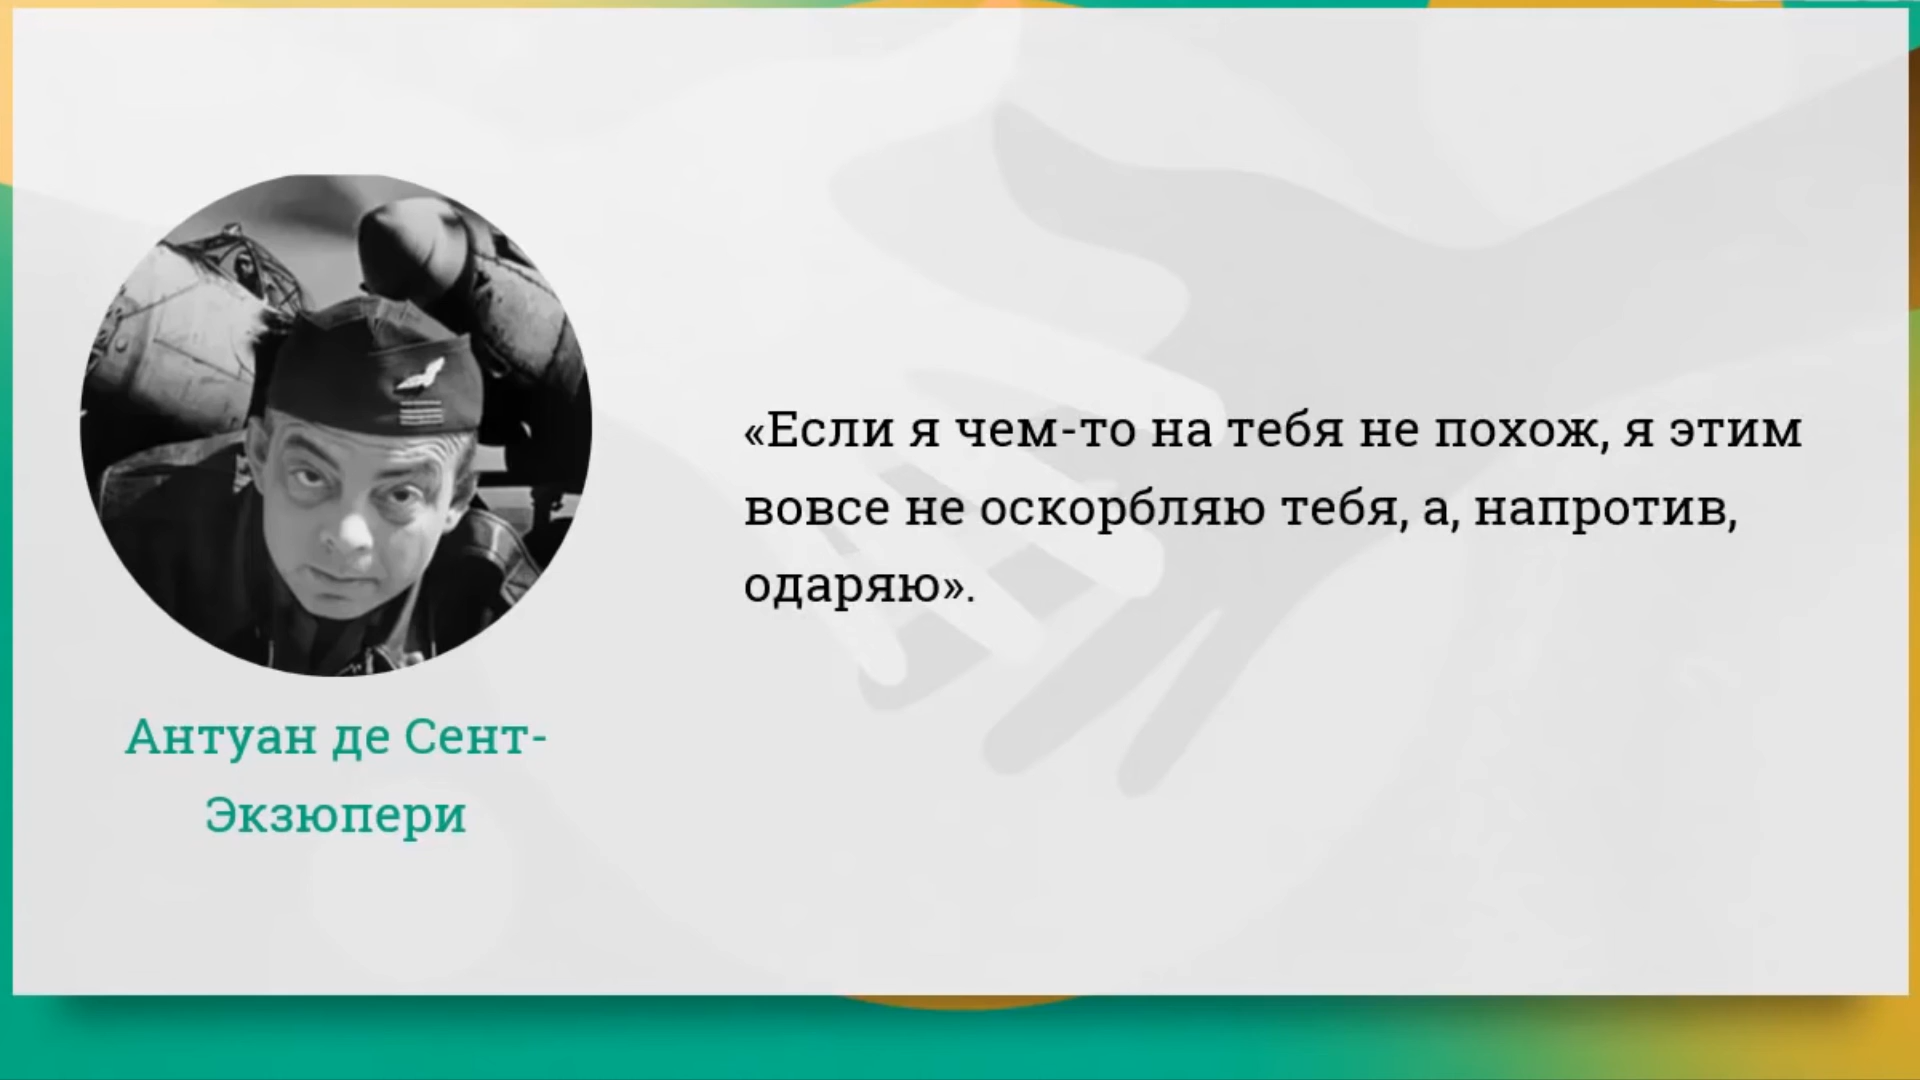 «Если я чем-то на тебя не похож, я этим
вовсе не оскорбляю тебя, а, напротив,
одаряю».
Антуан де Сент-
Экзюпери